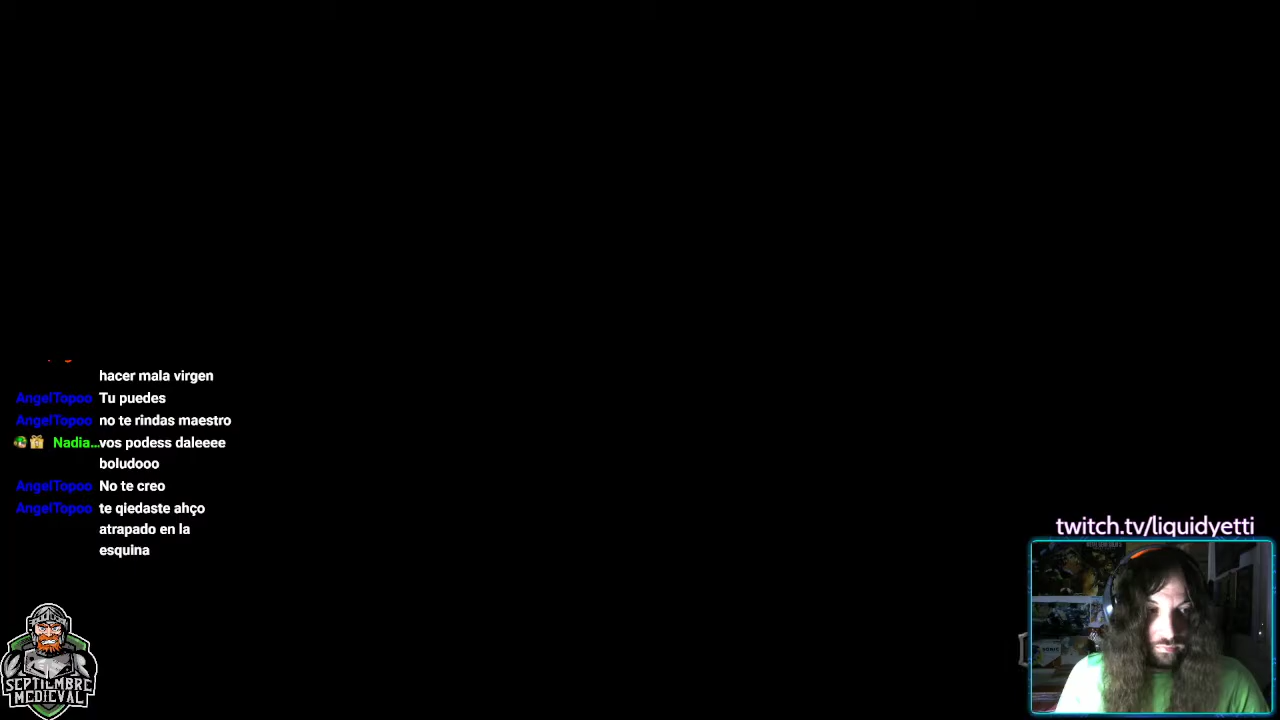 hacer mala virgen
AngelTopoo Tu puedes
AngelTopoo no te rindas maestro
Nadia... vos podess daleeee
boludooo
AngelTopoo No te creo
AngelTopoo te qiedaste ahço
atrapado en la
esquina
twitch.tv/liquidyetti
SEPTIEMBRE
MEDIEVAL